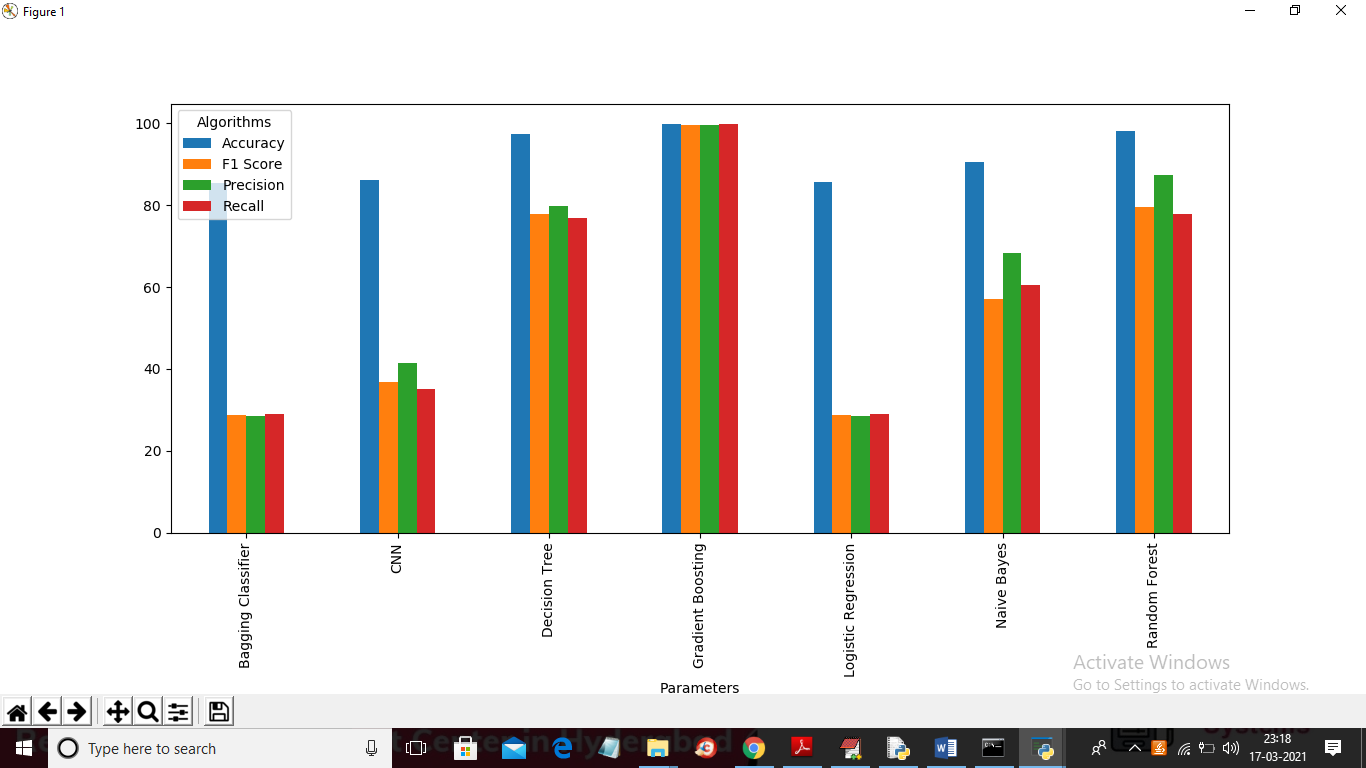 Figure 1
Algorithms
Accuracy
F1 Score
Precision
Recall
100
80
60
40
20
0
Bagging Classifier
CNN
Decision Tree
Gradient Boosting
Logistic Regression
Naive Bayes
Random Forest
Parameters
Activate Windows
Go to Settings to activate Windows.
Type here to search
23:18
17-03-2021